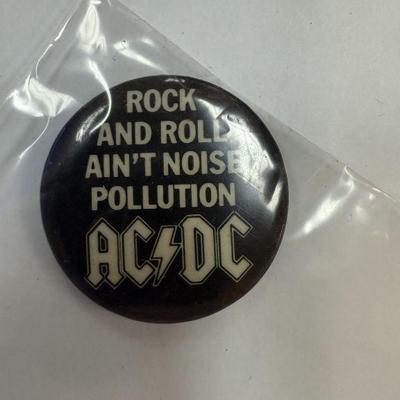 ROCK
AND ROLL
AIN'T NOISE
POLLUTION
AC⚡DC